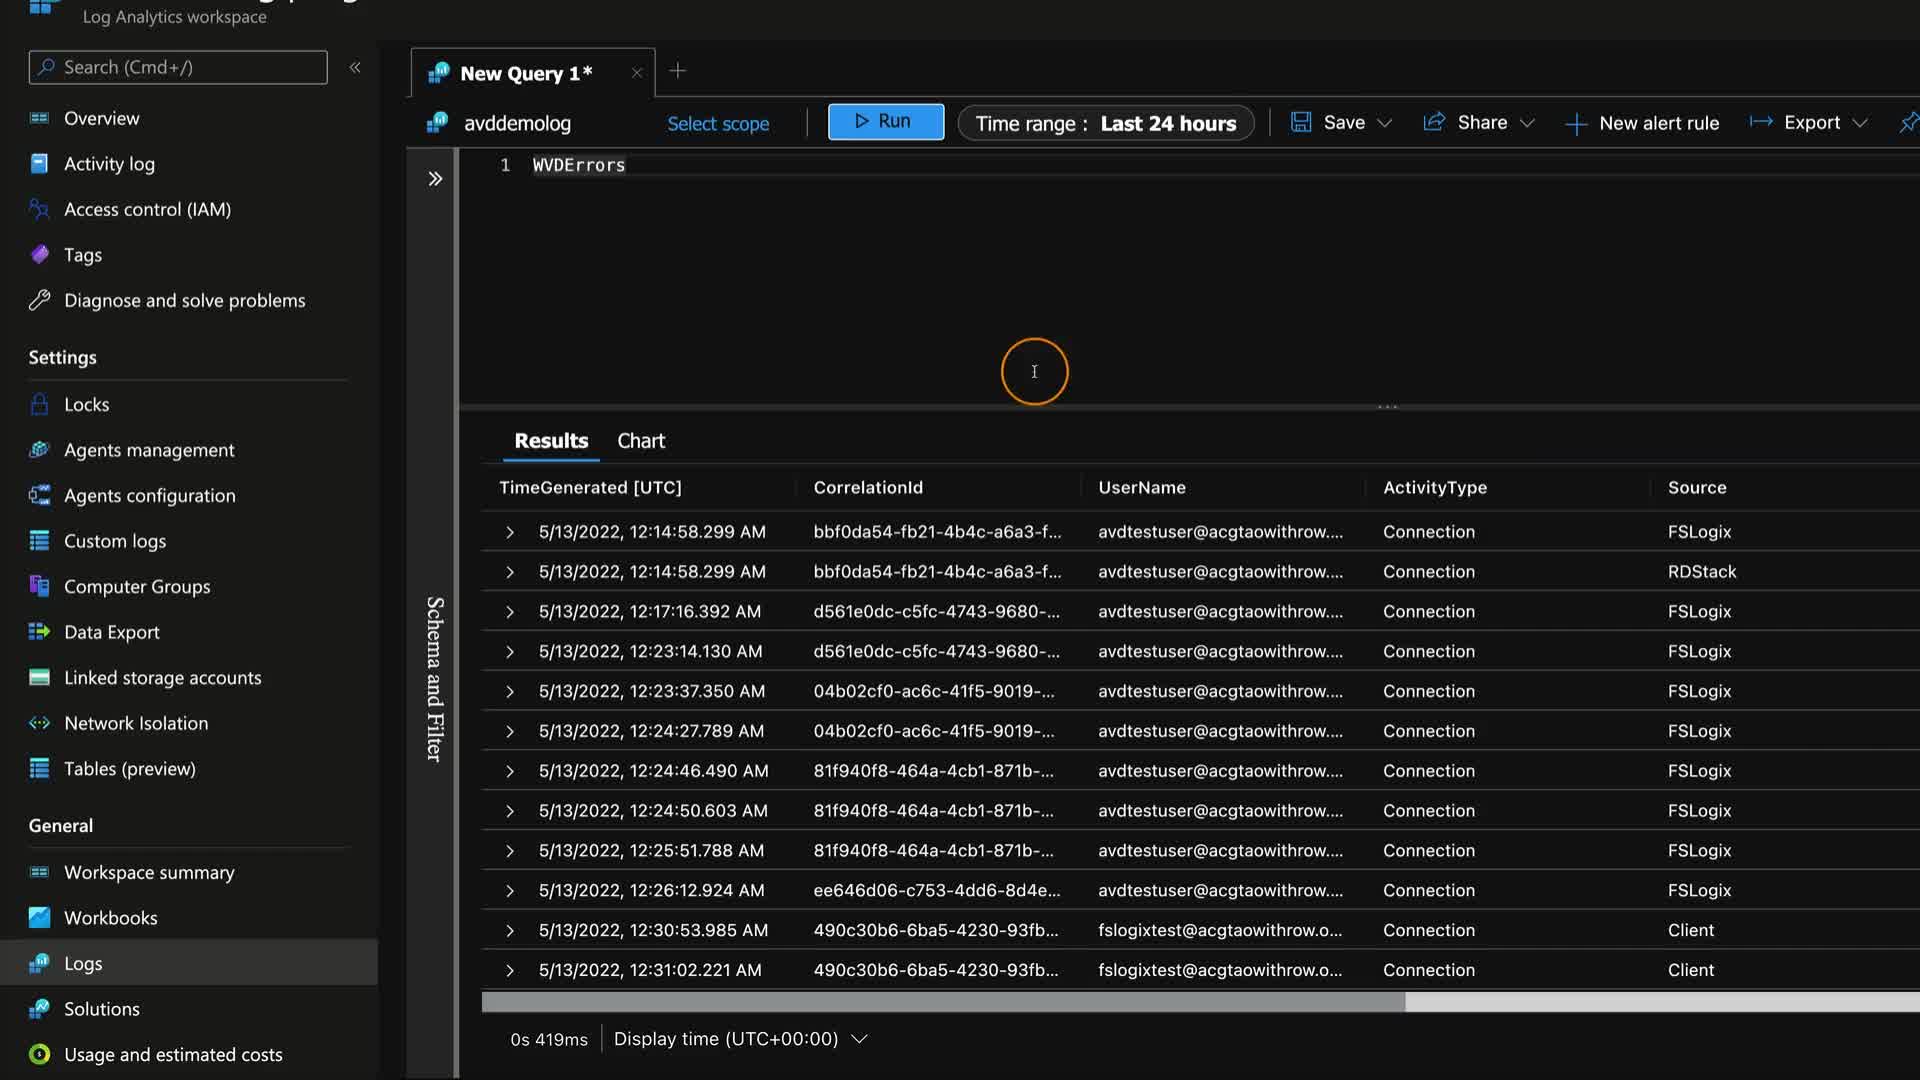 Log Analytics workspace
Search (Cmd+/)
«
Overview
Activity log
Access control (IAM)
Tags
Diagnose and solve problems
Settings
Locks
Agents management
Agents configuration
Custom logs
Computer Groups
Data Export
Linked storage accounts
Network Isolation
Tables (preview)
General
Workspace summary
Workbooks
Logs
Solutions
Usage and estimated costs
New Query 1*
avddemolog Select scope Run Time range : Last 24 hours Save Share New alert rule Export
1 WVDErrors
Schema and Filter
Results Chart
TimeGenerated [UTC] CorrelationId UserName ActivityType Source
5/13/2022, 12:14:58.299 AM bbf0da54-fb21-4b4c-a6a3-f... avdtestuser@acgtaowithrow.... Connection FSLogix
5/13/2022, 12:14:58.299 AM bbf0da54-fb21-4b4c-a6a3-f... avdtestuser@acgtaowithrow.... Connection RDStack
5/13/2022, 12:17:16.392 AM d561e0dc-c5fc-4743-9680-... avdtestuser@acgtaowithrow.... Connection FSLogix
5/13/2022, 12:23:14.130 AM d561e0dc-c5fc-4743-9680-... avdtestuser@acgtaowithrow.... Connection FSLogix
5/13/2022, 12:23:37.350 AM 04b02cf0-ac6c-41f5-9019-... avdtestuser@acgtaowithrow.... Connection FSLogix
5/13/2022, 12:24:27.789 AM 04b02cf0-ac6c-41f5-9019-... avdtestuser@acgtaowithrow.... Connection FSLogix
5/13/2022, 12:24:46.490 AM 81f940f8-464a-4cb1-871b-... avdtestuser@acgtaowithrow.... Connection FSLogix
5/13/2022, 12:24:50.603 AM 81f940f8-464a-4cb1-871b-... avdtestuser@acgtaowithrow.... Connection FSLogix
5/13/2022, 12:25:51.788 AM 81f940f8-464a-4cb1-871b-... avdtestuser@acgtaowithrow.... Connection FSLogix
5/13/2022, 12:26:12.924 AM ee646d06-c753-4dd6-8d4e... avdtestuser@acgtaowithrow.... Connection FSLogix
5/13/2022, 12:30:53.985 AM 490c30b6-6ba5-4230-93fb... fslogixtest@acgtaowithrow.o... Connection Client
5/13/2022, 12:31:02.221 AM 490c30b6-6ba5-4230-93fb... fslogixtest@acgtaowithrow.o... Connection Client
0s 419ms Display time (UTC+00:00)